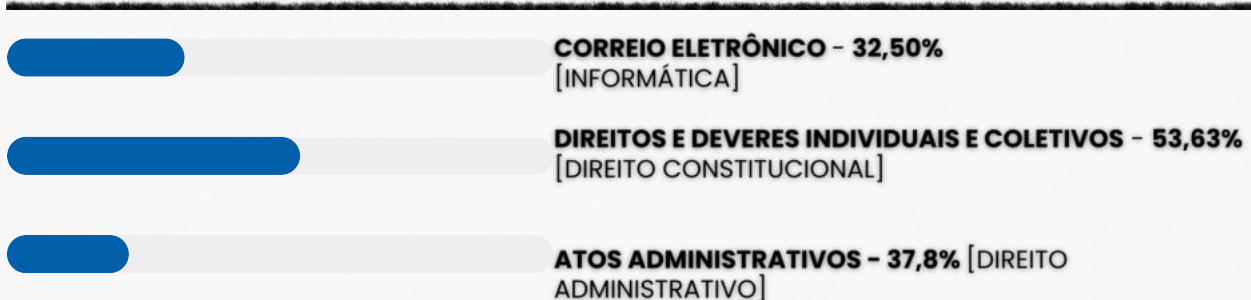 CORREIO ELETRÔNICO - 32,50%
[INFORMÁTICA]
DIREITOS E DEVERES INDIVIDUAIS E COLETIVOS - 53,63%
[DIREITO CONSTITUCIONAL]
ATOS ADMINISTRATIVOS - 37,8% [DIREITO
ADMINISTRATIVO]